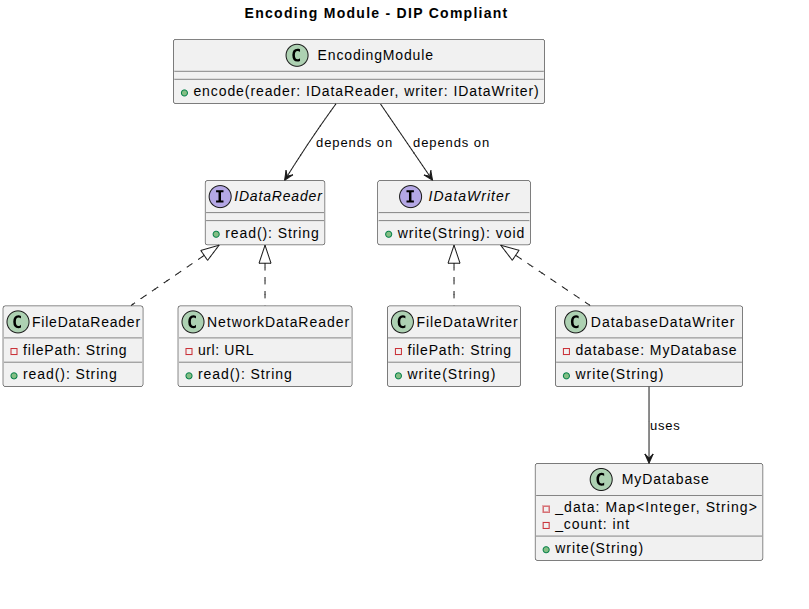 Encoding Module - DIP Compliant
C EncodingModule
encode(reader: IDataReader, writer: IDataWriter)
depends on
depends on
I IDataReader
read(): String
I IDataWriter
write(String): void
C FileDataReader
filePath: String
read(): String
C NetworkDataReader
url: URL
read(): String
C FileDataWriter
filePath: String
write(String)
C DatabaseDataWriter
database: MyDatabase
write(String)
uses
C MyDatabase
_data: Map<Integer, String>
_count: int
write(String)